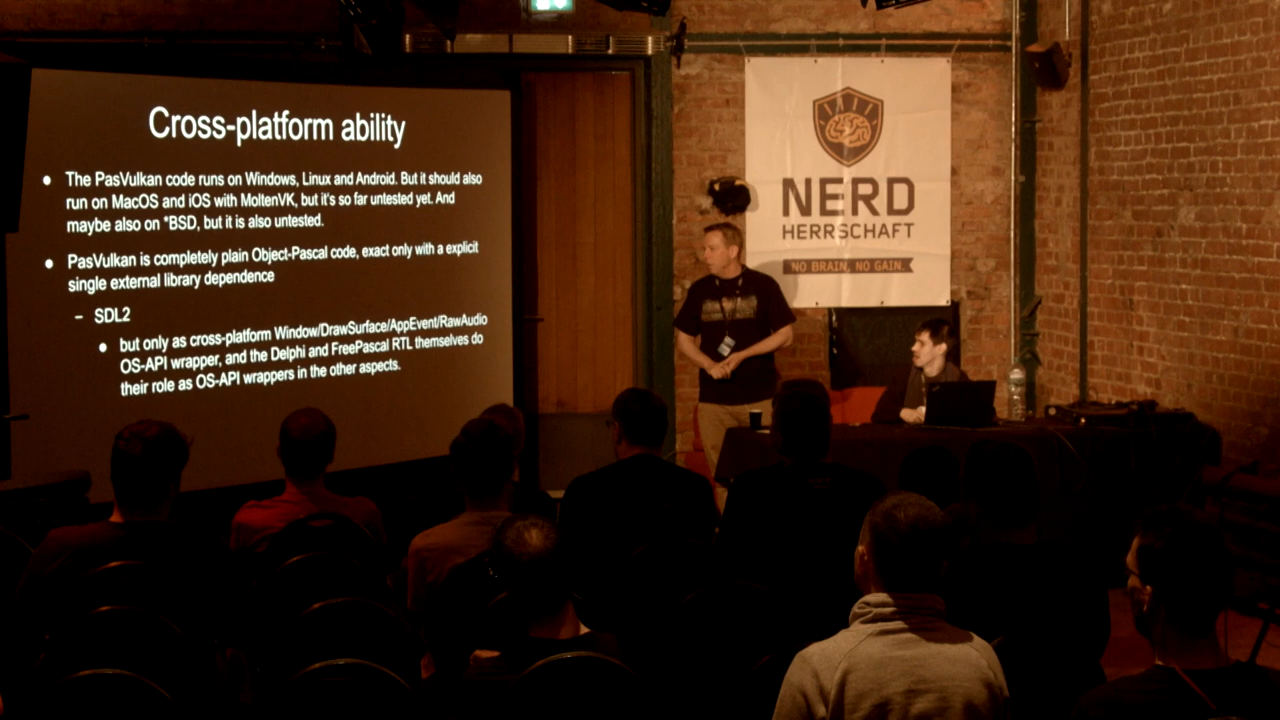 Cross-platform ability
● The PasVulkan code runs on Windows, Linux and Android. But it should also
run on MacOS and iOS with MoltenVK, but it's so far untested yet. And
maybe also on *BSD, but it is also untested.
● PasVulkan is completely plain Object-Pascal code, exact only with a explicit
single external library dependence
– SDL2
● but only as cross-platform Window/DrawSurface/AppEvent/RawAudio
OS-API wrapper, and the Delphi and FreePascal RTL themselves do
their role as OS-API wrappers in the other aspects.
NERD
HERRSCHAFT
NO BRAIN, NO GAIN.